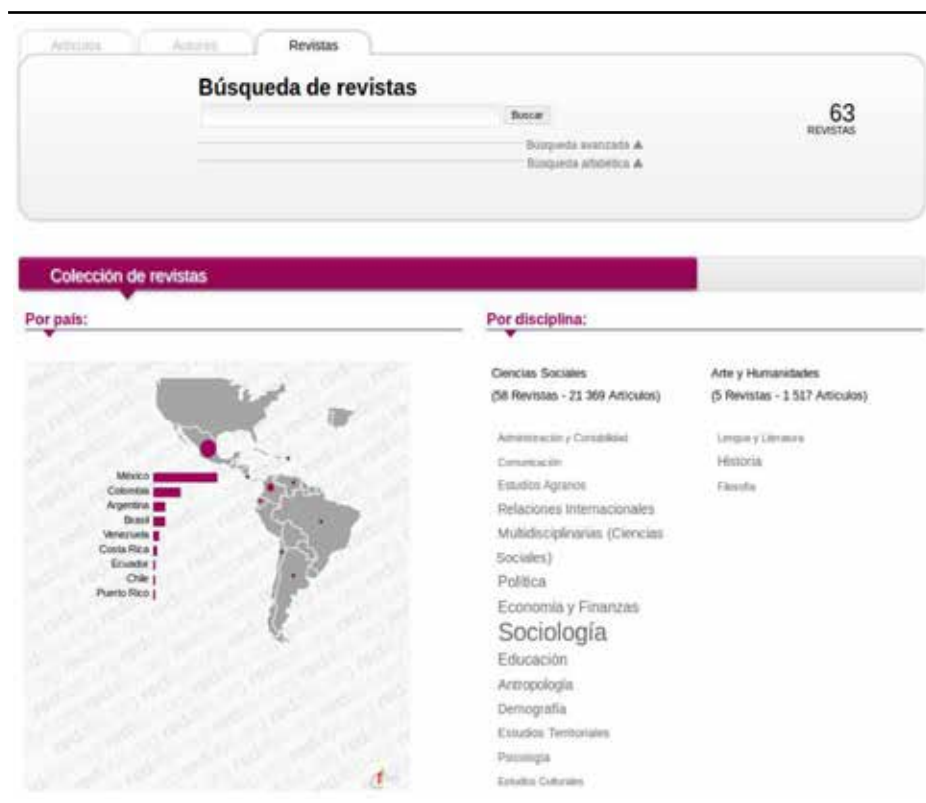 Artículos Autores Revistas
Búsqueda de revistas
Buscar
63
REVISTAS
Búsqueda avanzada ▲
Búsqueda alfabética ▲
Colección de revistas
Por país:
México
Colombia
Argentina
Brasil
Venezuela
Costa Rica
Ecuador
Chile
Puerto Rico
Por disciplina:
Ciencias Sociales
(58 Revistas - 21 369 Artículos)
Administración y Contabilidad
Comunicación
Estudios Agrarios
Relaciones Internacionales
Multidisciplinarias (Ciencias
Sociales)
Política
Economía y Finanzas
Sociología
Educación
Antropología
Demografía
Estudios Territoriales
Psicología
Estudios Culturales
Arte y Humanidades
(5 Revistas - 1 517 Artículos)
Lengua y Literatura
Historia
Filosofía